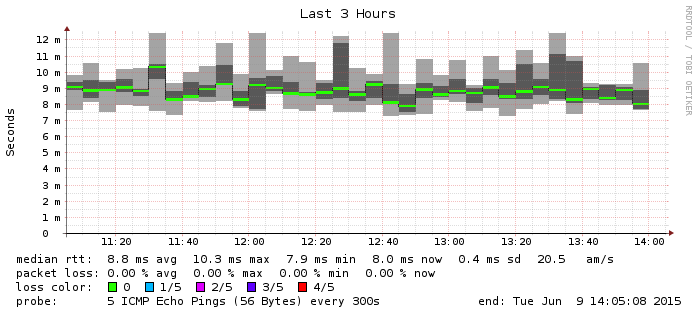 Last 3 Hours
RRDTOOL / TOBI OETIKER
Seconds
12 m
11 m
10 m
9 m
8 m
7 m
6 m
5 m
4 m
3 m
2 m
1 m
0
11:20 11:40 12:00 12:20 12:40 13:00 13:20 13:40 14:00
median rtt: 8.8 ms avg 10.3 ms max 7.9 ms min 8.0 ms now 0.4 ms sd 20.5 am/s
packet loss: 0.00 % avg 0.00 % max 0.00 % min 0.00 % now
loss color: 0 1/5 2/5 3/5 4/5
probe: 5 ICMP Echo Pings (56 Bytes) every 300s end: Tue Jun 9 14:05:08 2015